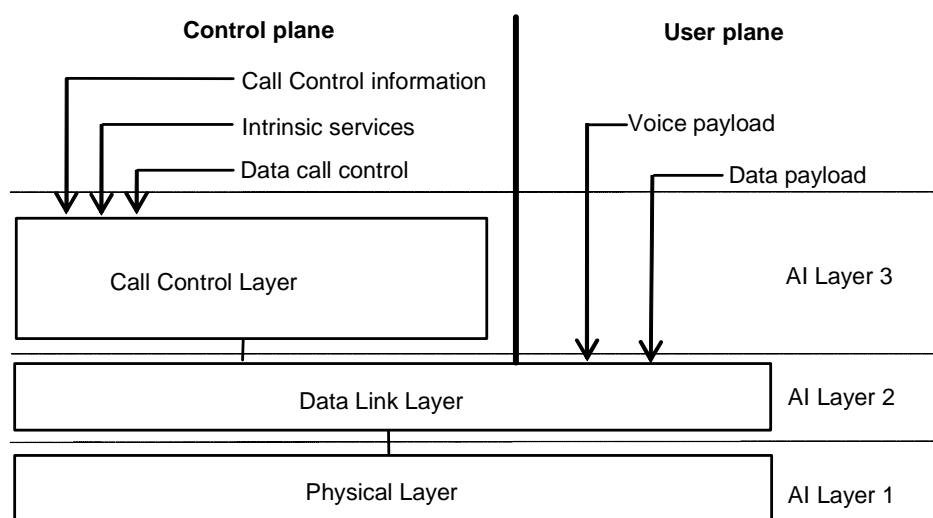 Control plane
User plane
Call Control information
Intrinsic services
Voice payload
Data call control
Data payload
Call Control Layer
AI Layer 3
Data Link Layer
AI Layer 2
Physical Layer
AI Layer 1